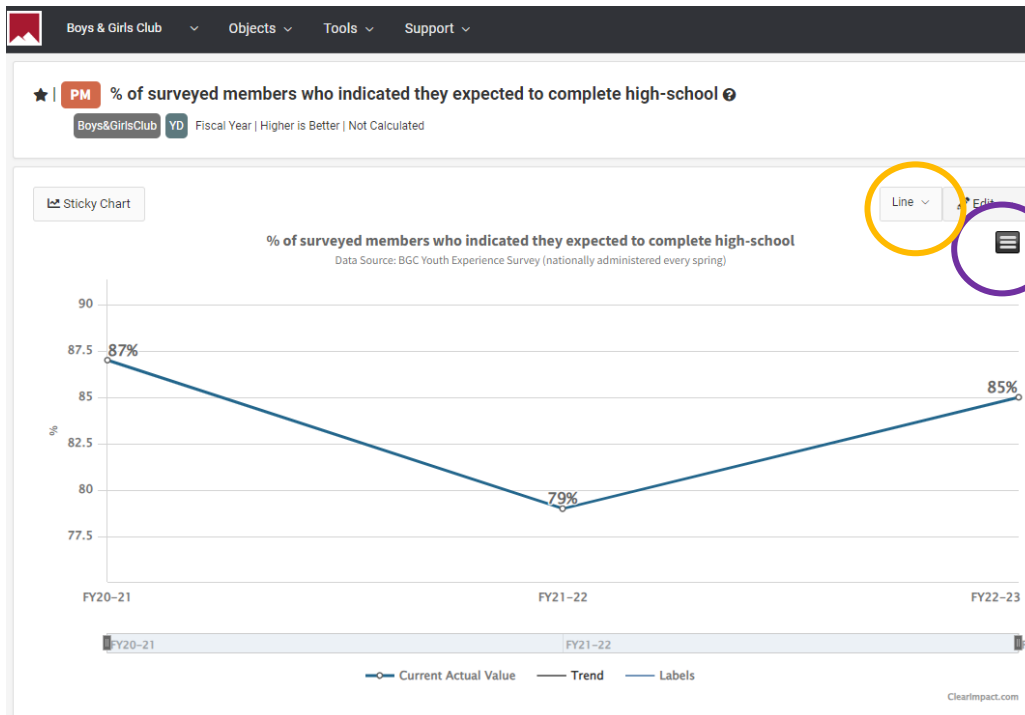 Boys & Girls Club Objects Tools Support
PM % of surveyed members who indicated they expected to complete high-school
Boys&GirlsClub YD Fiscal Year | Higher is Better | Not Calculated
Sticky Chart Line Edit
% of surveyed members who indicated they expected to complete high-school
Data Source: BGC Youth Experience Survey (nationally administered every spring)
90
87.5 87%
85 85%
%
82.5
80 79%
77.5
FY20-21 FY21-22 FY22-23
FY20-21 FY21-22
Current Actual Value Trend Labels
ClearImpact.com